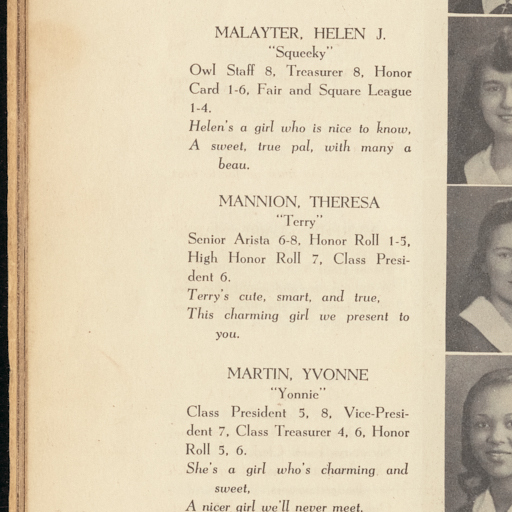 MALAYTER, HELEN J.
"Squeeky"
Owl Staff 8, Treasurer 8, Honor
Card 1-6, Fair and Square League
1-4.
Helen's a girl who is nice to know,
A sweet, true pal, with many a
beau.
MANNION, THERESA
"Terry"
Senior Arista 6-8, Honor Roll 1-5,
High Honor Roll 7, Class Presi-
dent 6.
Terry's cute, smart, and true,
This charming girl we present to
you.
MARTIN, YVONNE
"Yonnie"
Class President 5, 8, Vice-Presi-
dent 7, Class Treasurer 4, 6, Honor
Roll 5, 6.
She's a girl who's charming and
sweet,
A nicer girl we'll never meet.